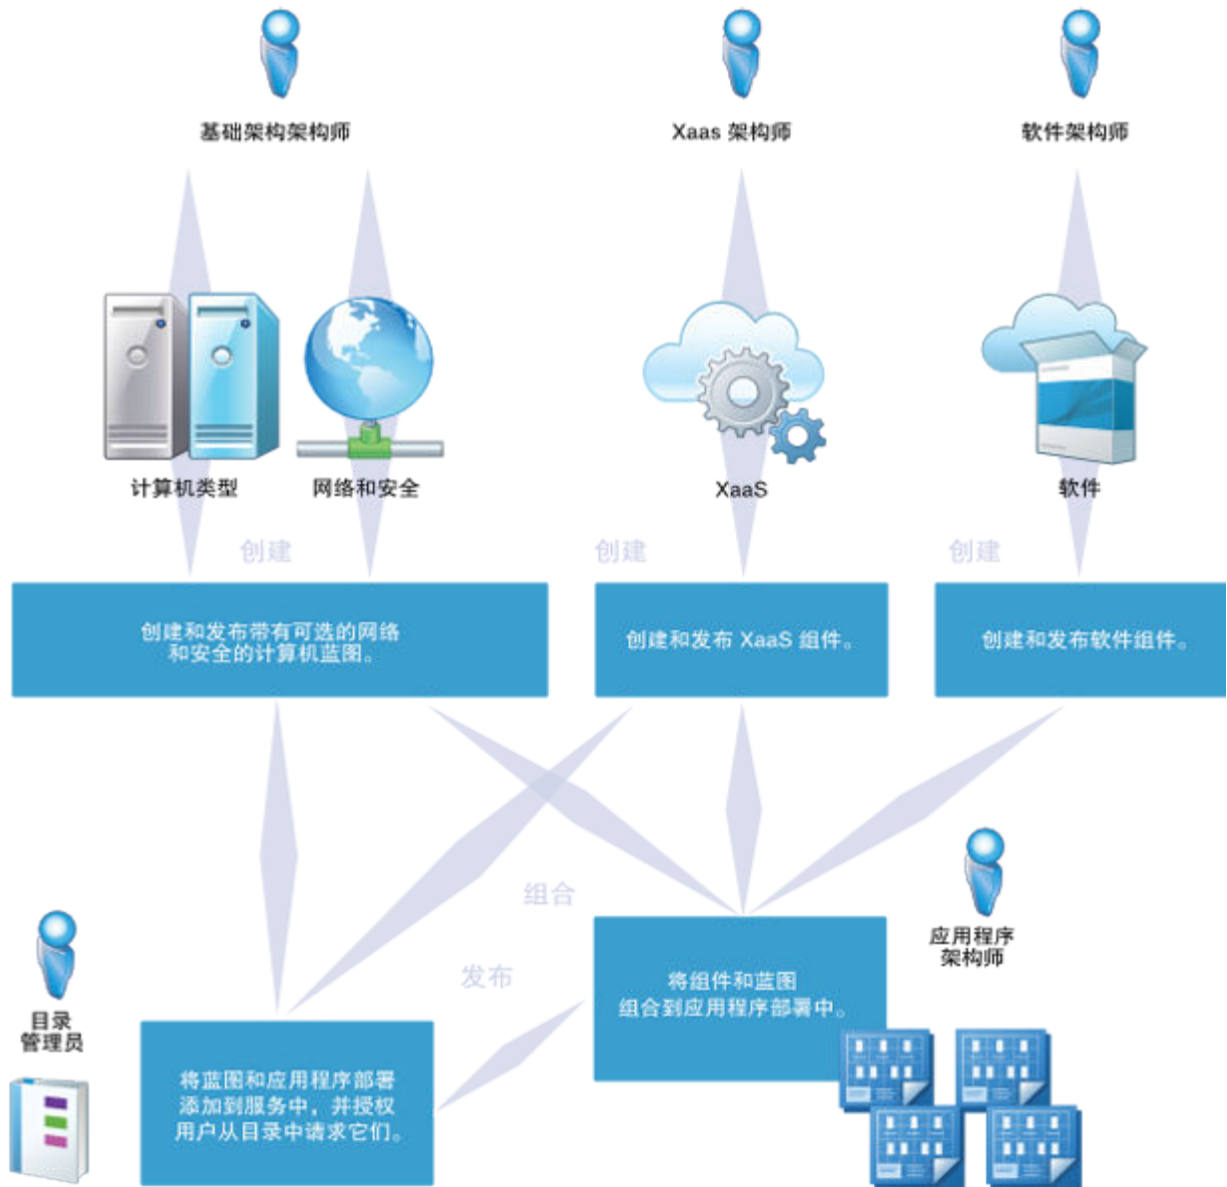 基础架构架构师
Xaas 架构师
软件架构师
计算机类型
网络和安全
XaaS
软件
创建
创建
创建
创建和发布带有可选的网络
和安全的计算机蓝图。
创建和发布 XaaS 组件。
创建和发布软件组件。
组合
发布
应用程序
架构师
将组件和蓝图
组合到应用程序部署中。
目录
管理员
将蓝图和应用程序部署
添加到服务中，并授权
用户从目录中请求它们。